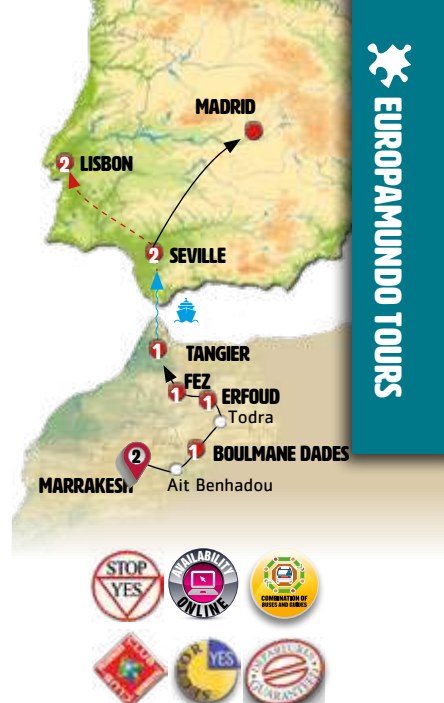 EUROPAMUNDO TOURS
MADRID
2 LISBON
2 SEVILLE
1 TANGIER
1 FEZ
1 ERFOUD
Todra
1 BOULMANE DADES
2
MARRAKESH
Ait Benhadou
STOP
YES
AVAILABILITY
ONLINE
COMBINATION OF
BUSES AND GUIDES
YES
DEPARTURES
GUARANTEED